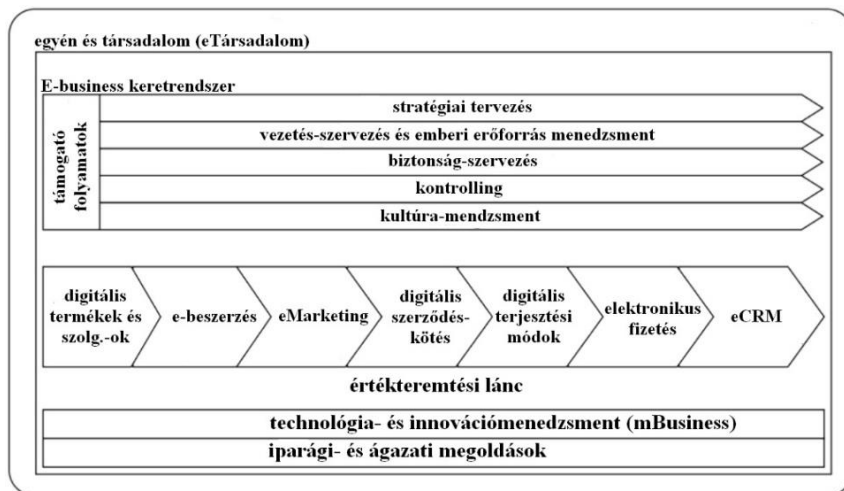 egyén és társadalom (eTársadalom)
E-business keretrendszer
támogató
folyamatok
stratégiai tervezés
vezetés-szervezés és emberi erőforrás menedzsment
biztonság-szervezés
kontrolling
kultúra-mendzsment
digitális
termékek és
szolg.-ok
e-beszerzés
eMarketing
digitális
szerződés-
kötés
digitális
terjesztési
módok
elektronikus
fizetés
eCRM
értékteremtési lánc
technológia- és innovációmenedzsment (mBusiness)
iparági- és ágazati megoldások